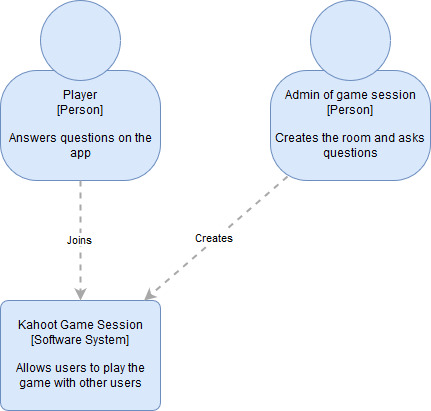 Player
[Person]
Answers questions on the
app
Admin of game session
[Person]
Creates the room and asks
questions
Joins
Creates
Kahoot Game Session
[Software System]
Allows users to play the
game with other users